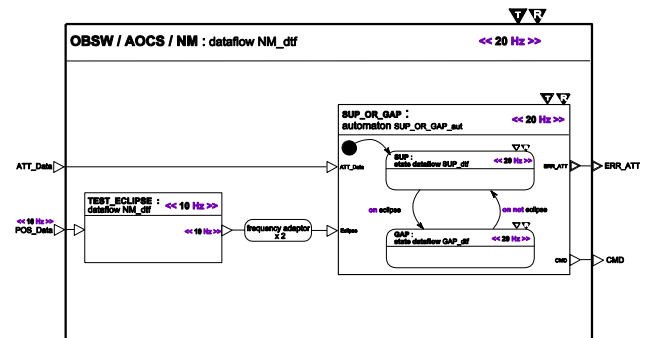 T R
OBSW / AOCS / NM : dataflow NM_dtf << 20 Hz >>
T R
SUP_OR_GAP :
automaton SUP_OR_GAP_aut << 20 Hz >>
ATT_Data
ATT_Data
SUP :
state dataflow SUP_dtf << 20 Hz >>
ERR_ATT
ERR_ATT
TEST_ECLIPSE :
dataflow NM_dtf << 10 Hz >>
on eclipse
on not eclipse
<< 10 Hz >>
POS_Data
<< 10 Hz >>
frequency adaptor
x 2
Eclipse
GAP :
state dataflow GAP_dtf << 20 Hz >>
CMD
CMD